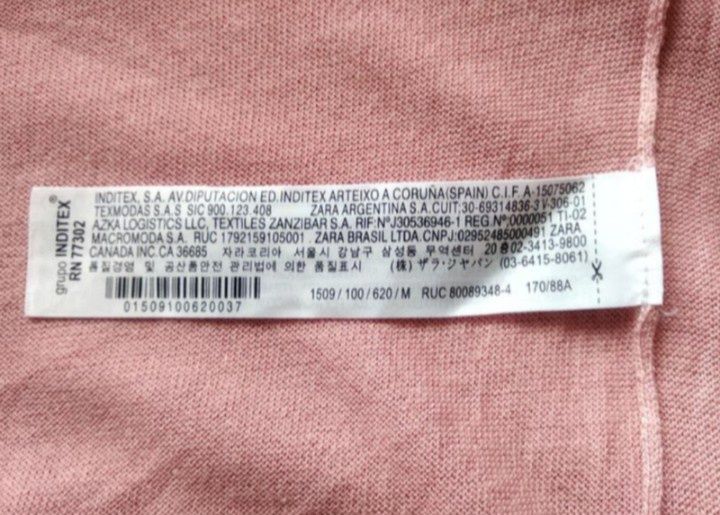 grupo INDITEX®
RN 77302
INDITEX, S.A. AV.DIPUTACION ED.INDITEX ARTEIXO A CORUÑA(SPAIN) C.I.F. A-15075062
TEXMODAS S.A.S SIC 900.123.408 ZARA ARGENTINA S.A.CUIT:30-69314836-3 V-306-01
AZKA LOGISTICS LLC, TEXTILES ZANZIBAR S.A. RIF:NºJ30536946-1 REG.Nº,0000051 TI-02
MACROMODA S.A. RUC 1792159105001. ZARA BRASIL LTDA.CNPJ:02952485000491 ZARA
CANADA INC.CA 36685 자라코리아 서울시 강남구 삼성동 무역센터 20층☎02-3413-9800
품질경영 및 공산품안전 관리법에 의한 품질표시 (株) ザラ・ジャパン (03-6415-8061)
01509100620037 1509/100/620/M RUC 80089348-4 170/88A